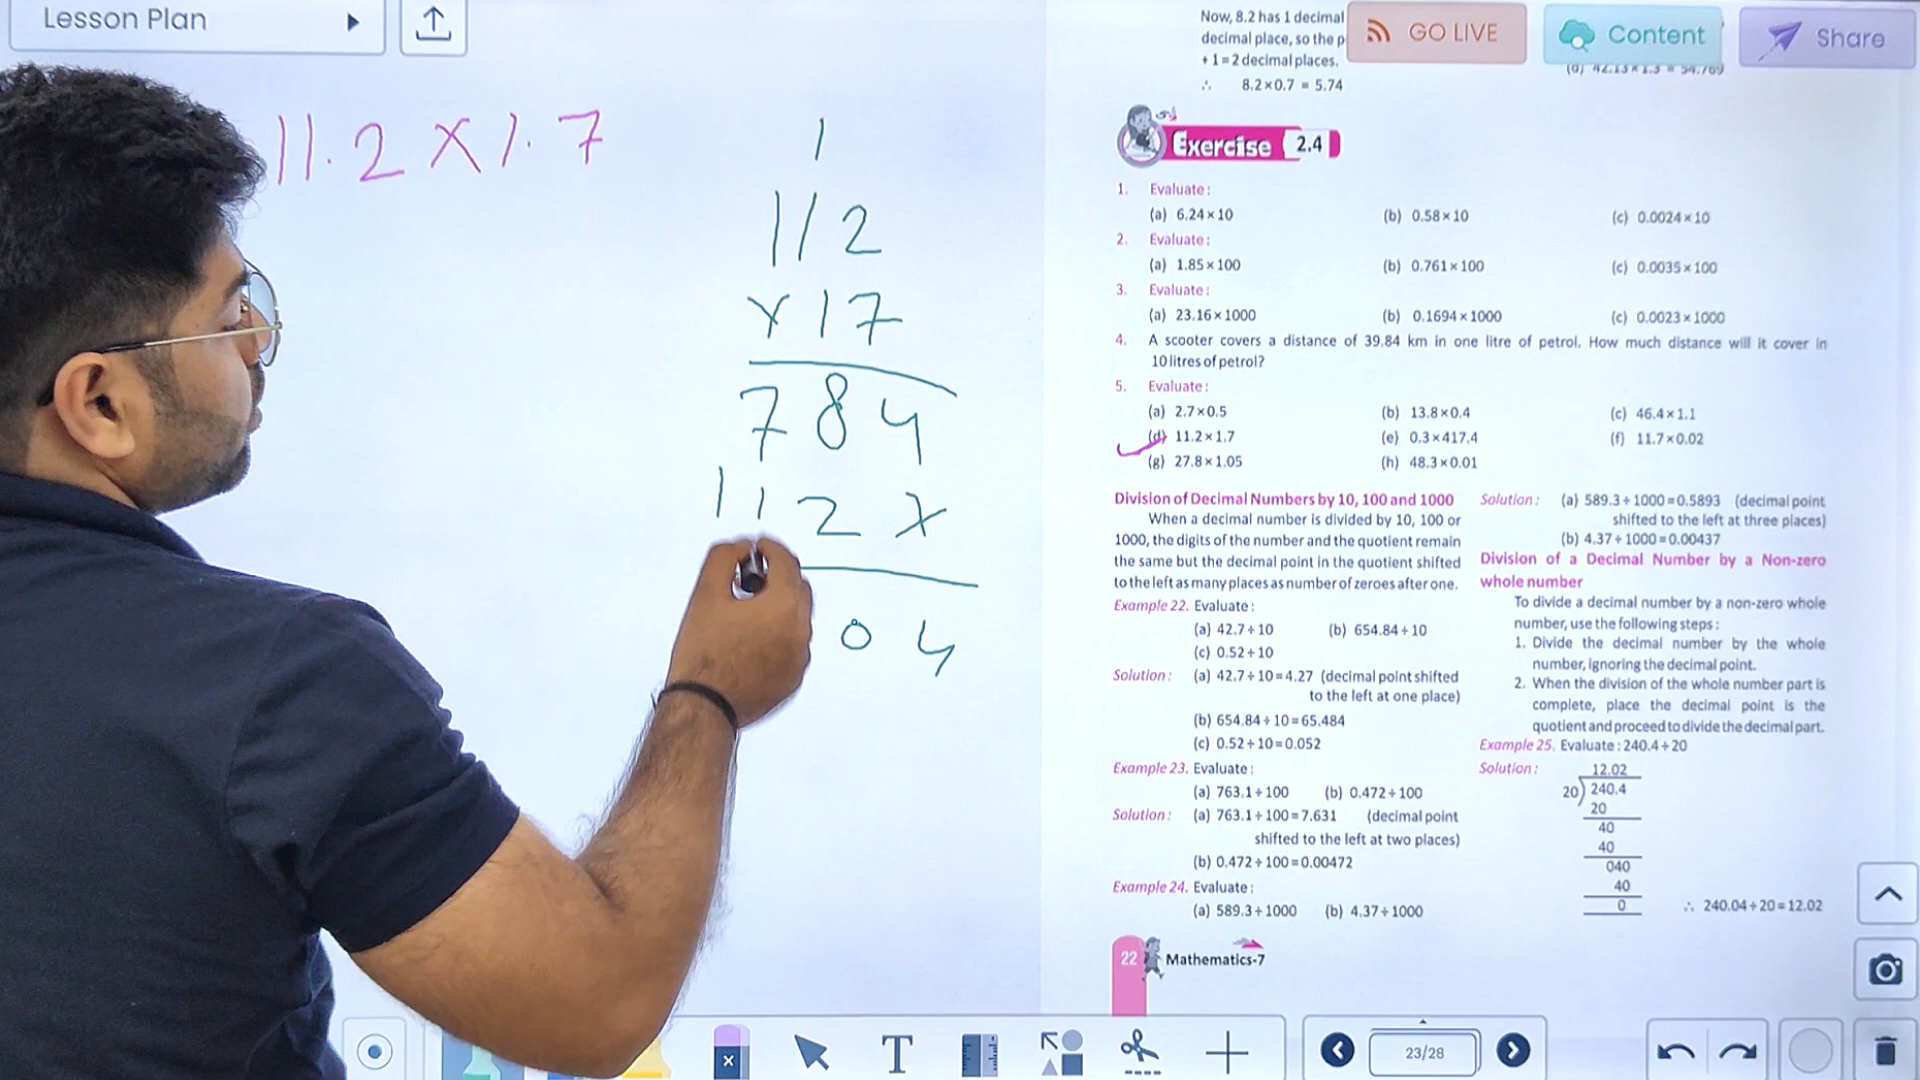 Lesson Plan
GO LIVE
Content
Share
11.2 X 1.7
1
112
X 17
784
112X
04
Now, 8.2 has 1 decimal
decimal place, so the p
+ 1 = 2 decimal places.
∴ 8.2 × 0.7 = 5.74
(d) 42.13 × 1.3 = 54.769
Exercise 2.4
1. Evaluate :
(a) 6.24 × 10 (b) 0.58 × 10 (c) 0.0024 × 10
2. Evaluate :
(a) 1.85 × 100 (b) 0.761 × 100 (c) 0.0035 × 100
3. Evaluate :
(a) 23.16 × 1000 (b) 0.1694 × 1000 (c) 0.0023 × 1000
4. A scooter covers a distance of 39.84 km in one litre of petrol. How much distance will it cover in
10 litres of petrol?
5. Evaluate :
(a) 2.7 × 0.5 (b) 13.8 × 0.4 (c) 46.4 × 1.1
(d) 11.2 × 1.7 (e) 0.3 × 417.4 (f) 11.7 × 0.02
(g) 27.8 × 1.05 (h) 48.3 × 0.01
Division of Decimal Numbers by 10, 100 and 1000
When a decimal number is divided by 10, 100 or
1000, the digits of the number and the quotient remain
the same but the decimal point in the quotient shifted
to the left as many places as number of zeroes after one.
Example 22. Evaluate :
(a) 42.7 ÷ 10 (b) 654.84 ÷ 10
(c) 0.52 ÷ 10
Solution : (a) 42.7 ÷ 10 = 4.27 (decimal point shifted
to the left at one place)
(b) 654.84 ÷ 10 = 65.484
(c) 0.52 ÷ 10 = 0.052
Example 23. Evaluate :
(a) 763.1 ÷ 100 (b) 0.472 ÷ 100
Solution : (a) 763.1 ÷ 100 = 7.631 (decimal point
shifted to the left at two places)
(b) 0.472 ÷ 100 = 0.00472
Example 24. Evaluate :
(a) 589.3 ÷ 1000 (b) 4.37 ÷ 1000
Solution : (a) 589.3 ÷ 1000 = 0.5893 (decimal point
shifted to the left at three places)
(b) 4.37 ÷ 1000 = 0.00437
Division of a Decimal Number by a Non-zero
whole number
To divide a decimal number by a non-zero whole
number, use the following steps :
1. Divide the decimal number by the whole
number, ignoring the decimal point.
2. When the division of the whole number part is
complete, place the decimal point is the
quotient and proceed to divide the decimal part.
Example 25. Evaluate : 240.4 ÷ 20
Solution : 12.02
20) 240.4
20
40
40
040
40
0 ∴ 240.04 ÷ 20 = 12.02
22 Mathematics-7
x
T
23/28